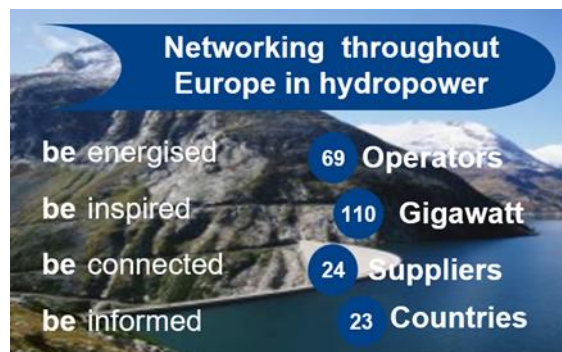 Networking throughout
Europe in hydropower
be energised
69 Operators
be inspired
110 Gigawatt
be connected
24 Suppliers
be informed
23 Countries